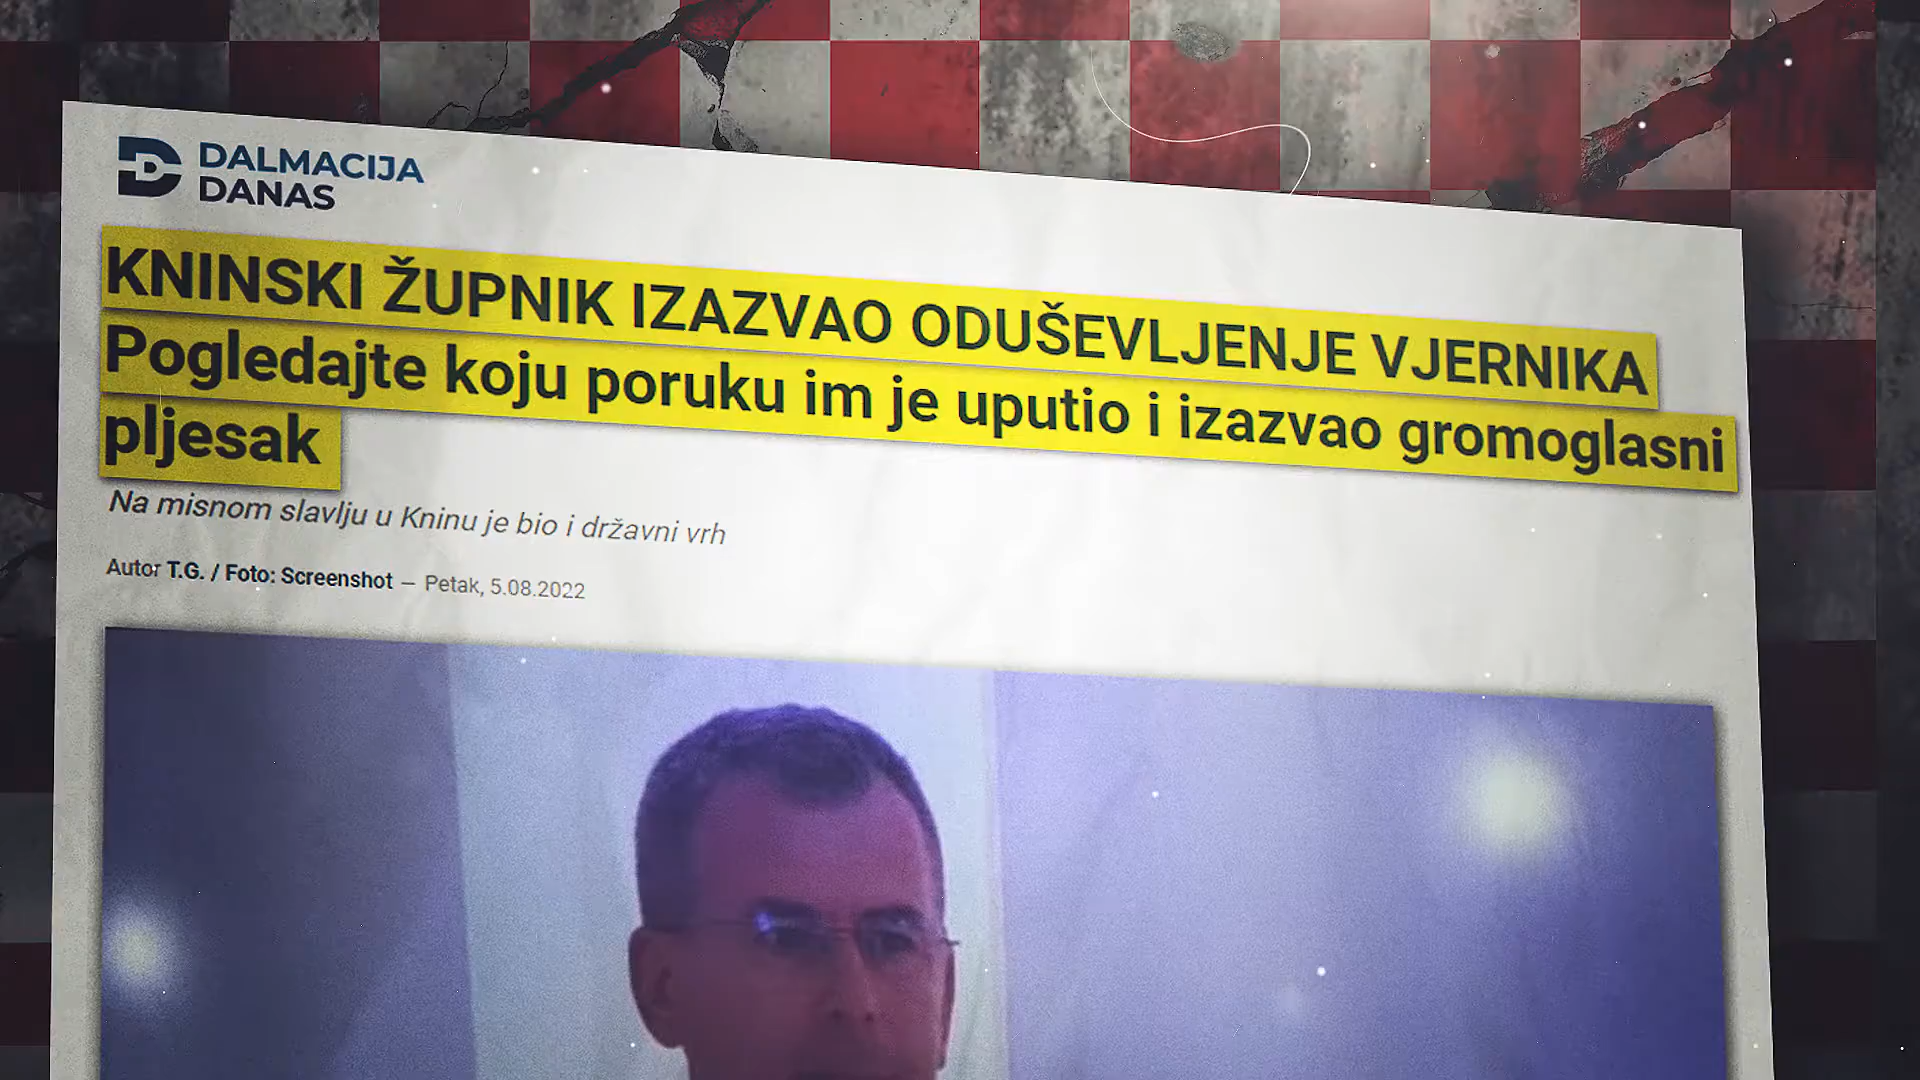 DALMACIJA
DANAS
KNINSKI ŽUPNIK IZAZVAO ODUŠEVLJENJE VJERNIKA
Pogledajte koju poruku im je uputio i izazvao gromoglasni
pljesak
Na misnom slavlju u Kninu je bio i državni vrh
Autor T.G. / Foto: Screenshot — Petak, 5.08.2022